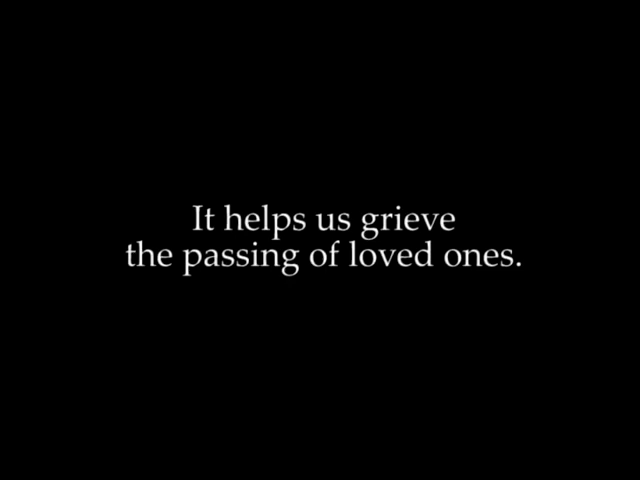 It helps us grieve
the passing of loved ones.